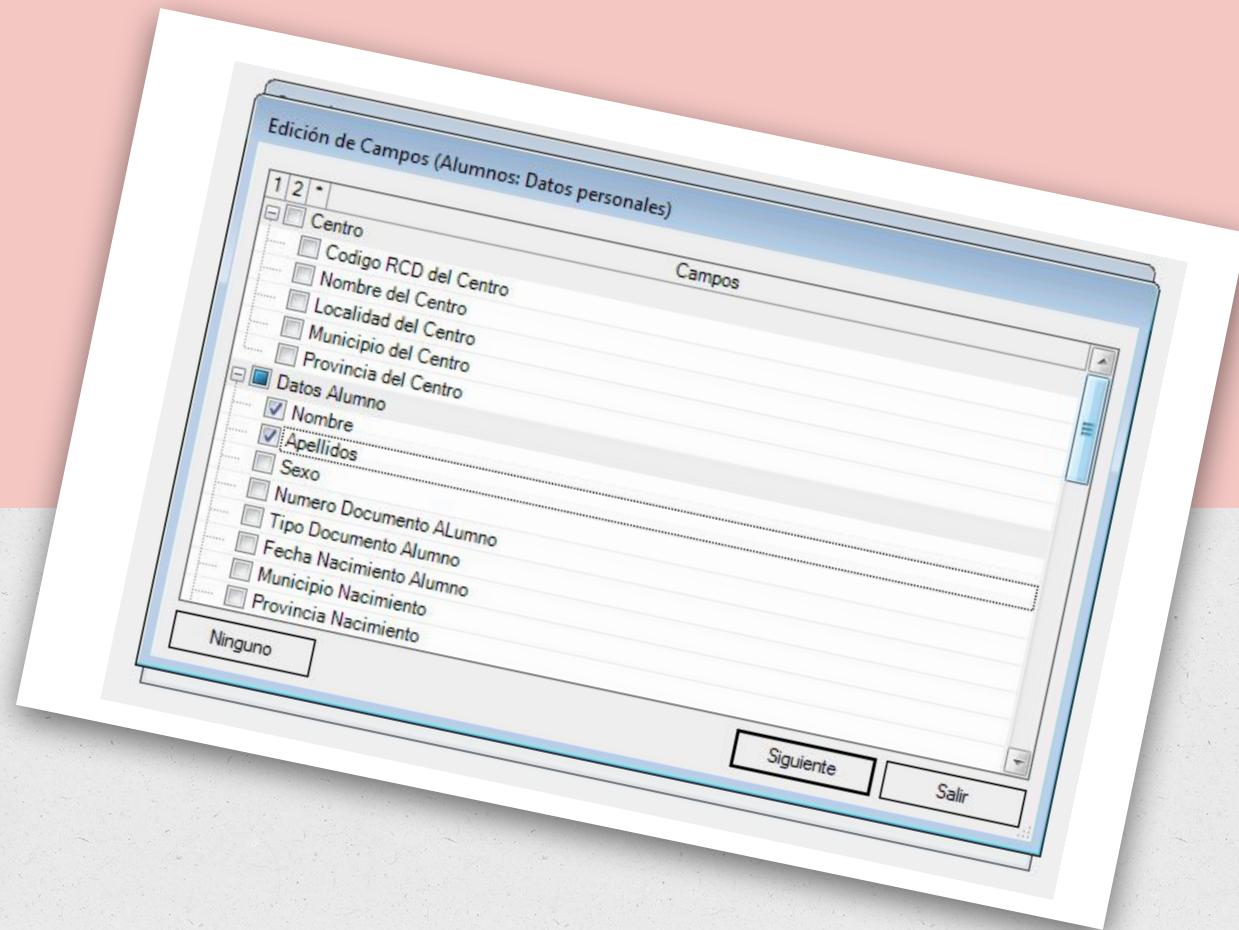 Edición de Campos (Alumnos: Datos personales)
1 2 *
Campos
Centro
Codigo RCD del Centro
Nombre del Centro
Localidad del Centro
Municipio del Centro
Provincia del Centro
Datos Alumno
Nombre
Apellidos
Sexo
Numero Documento ALumno
Tipo Documento Alumno
Fecha Nacimiento Alumno
Municipio Nacimiento
Provincia Nacimiento
Ninguno
Siguiente
Salir